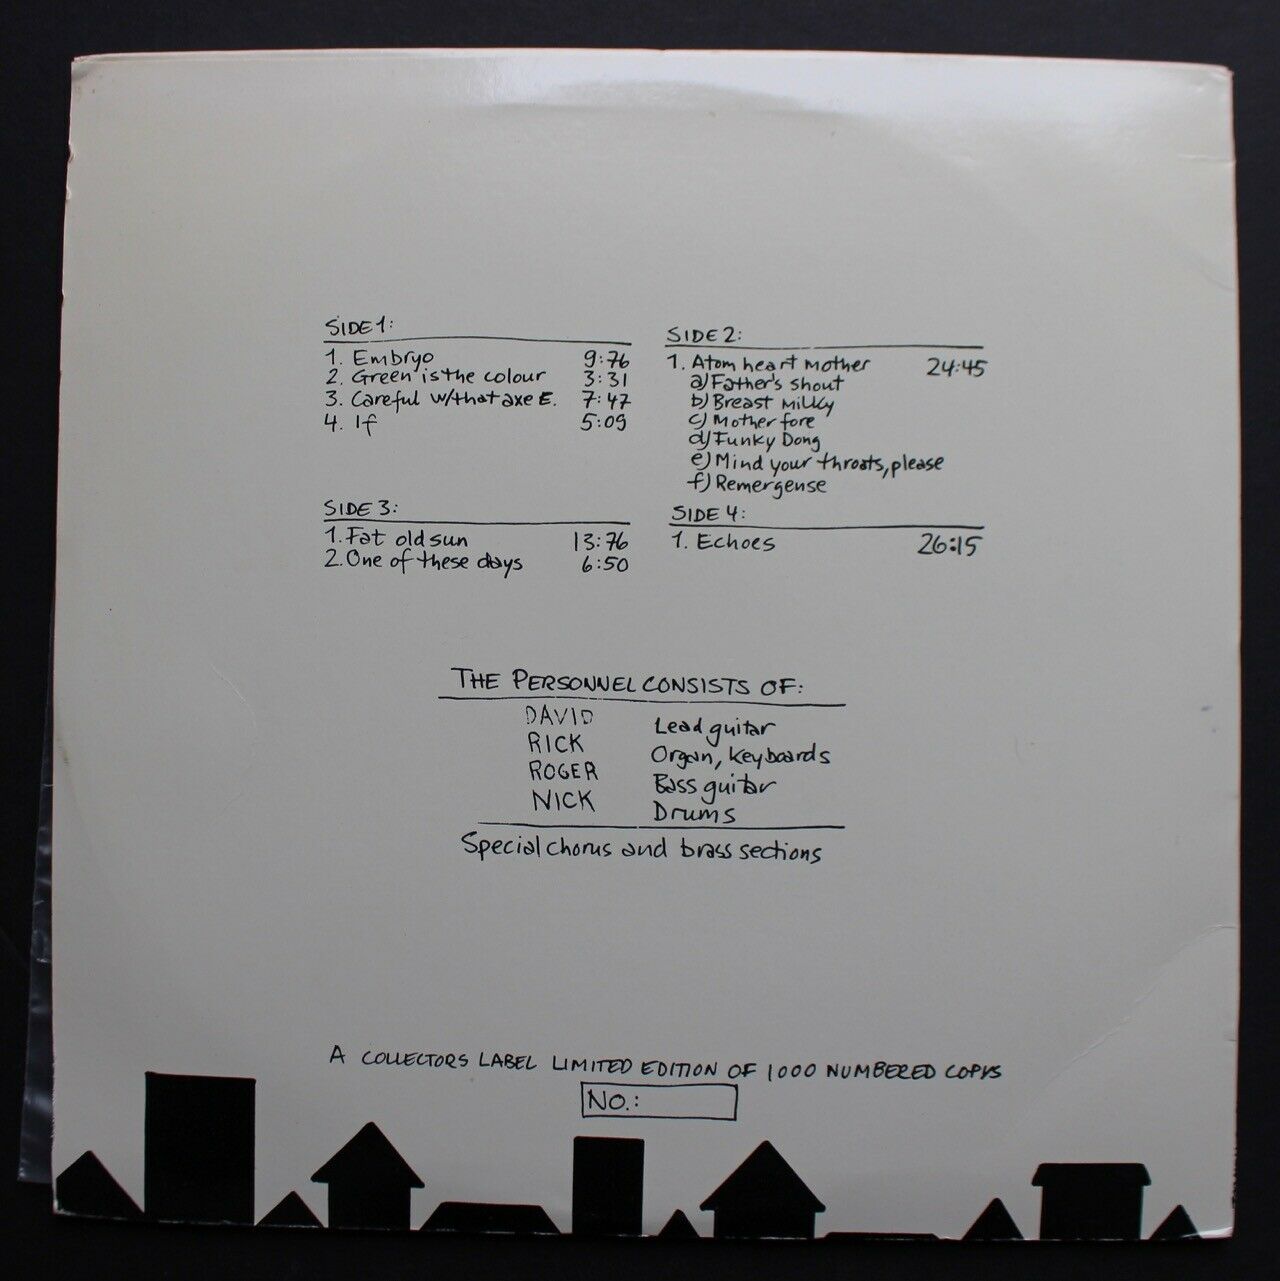 SIDE 1:
1. Embryo 9:76
2. Green is the colour 3:31
3. Careful w/that axe E. 7:47
4. If 5:09
SIDE 2:
1. Atom heart Mother 24:45
a) Father's shout
b) Breast Milky
c) Mother fore
d) Funky Dong
e) Mind your throats, please
f) Remergense
SIDE 3:
1. Fat old sun 13:76
2. One of these days 6:50
SIDE 4:
1. Echoes 26:15
THE PERSONNEL CONSISTS OF:
DAVID Lead guitar
RICK Organ, keyboards
ROGER Bass guitar
NICK Drums
Special chorus and brass sections
A COLLECTORS LABEL LIMITED EDITION OF 1000 NUMBERED COPYS
NO.: